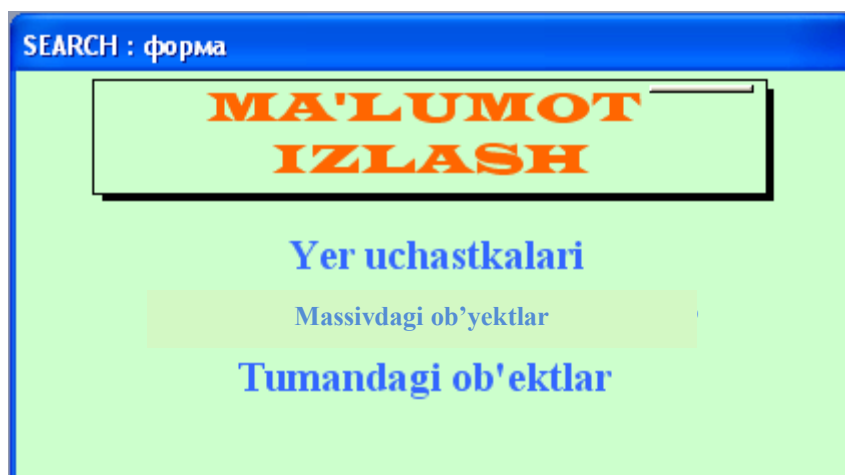 SEARCH : форма
MA'LUMOT
IZLASH
Yer uchastkalari
Massivdagi ob’yektlar
Tumandagi ob'ektlar